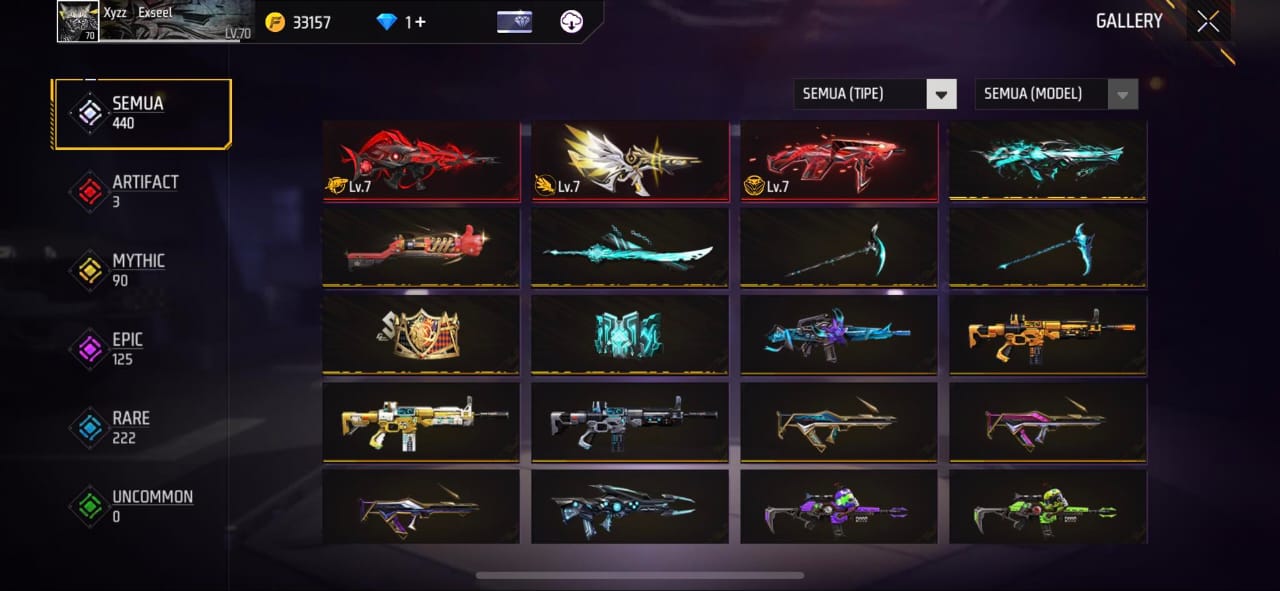 Xyzz Exseel
70
LV.70
33157
1+
GALLERY
SEMUA
440
SEMUA (TIPE)
SEMUA (MODEL)
ARTIFACT
3
MYTHIC
90
EPIC
125
RARE
222
UNCOMMON
0
Lv.7
Lv.7
Lv.7